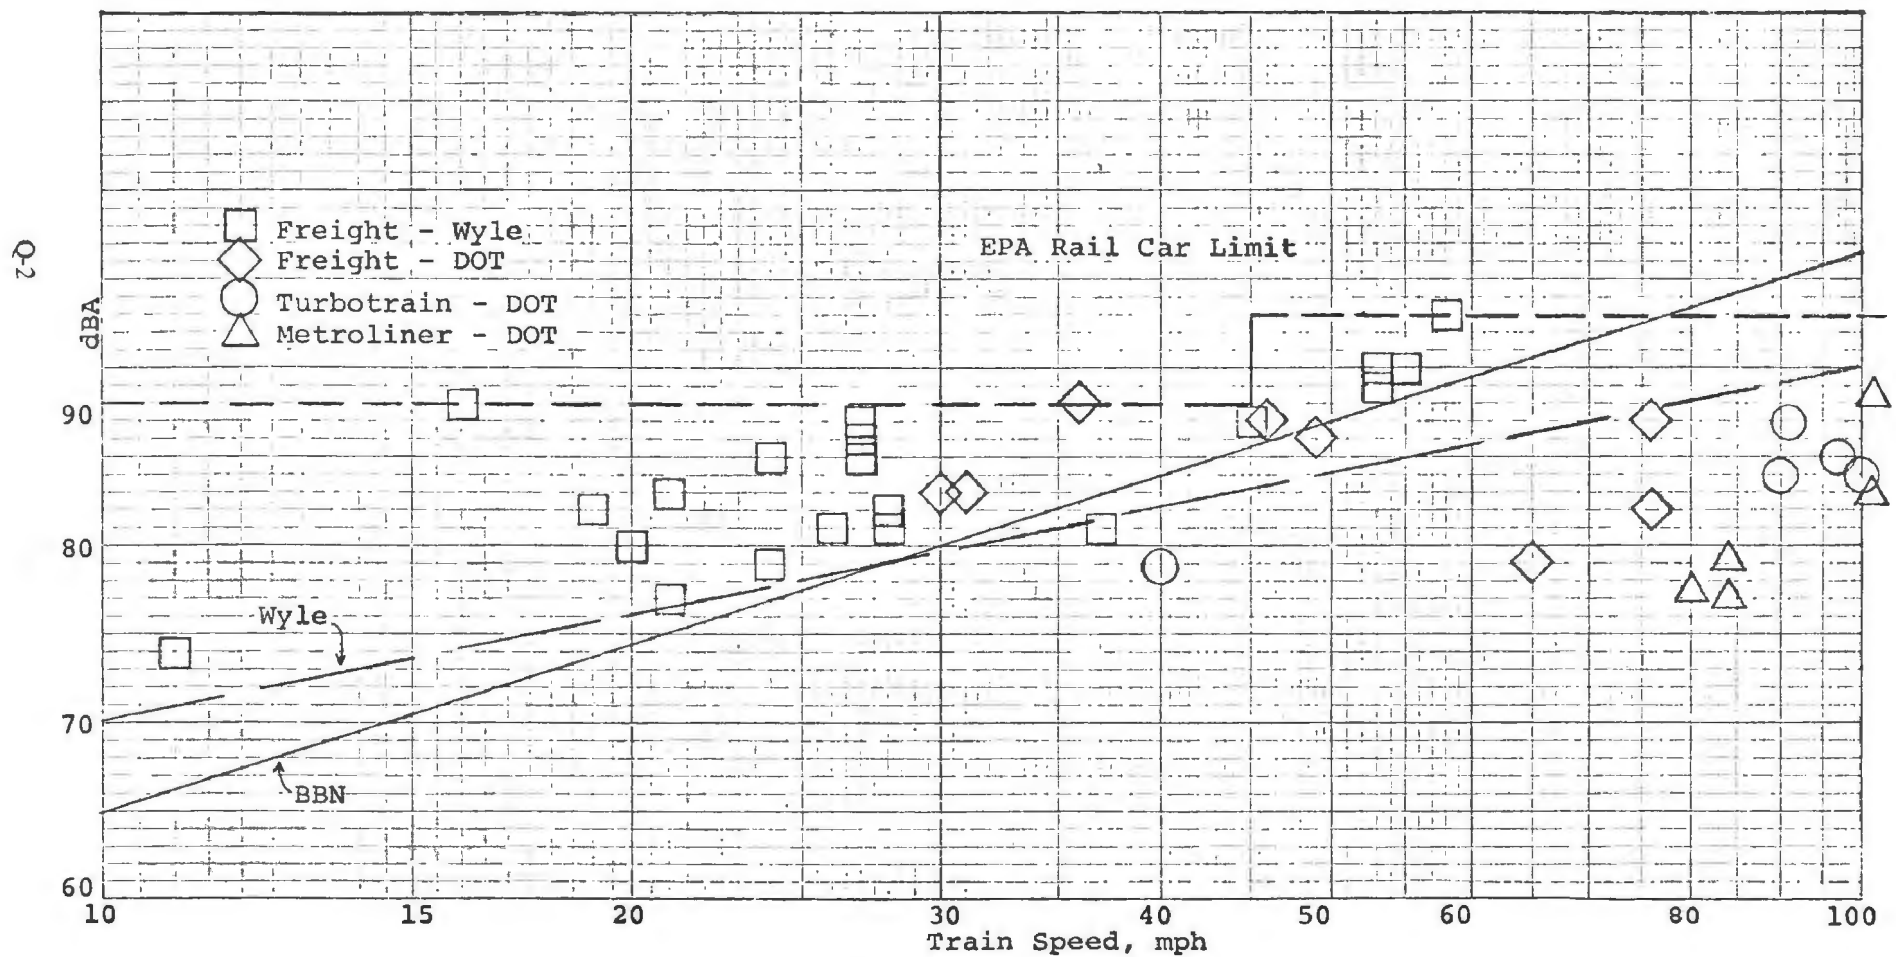 Q-2
Freight - Wyle
Freight - DOT
Turbotrain - DOT
Metroliner - DOT
EPA Rail Car Limit
dBA
90
80
70
60
Wyle
BBN
10 15 20 30 40 50 60 80 100
Train Speed, mph